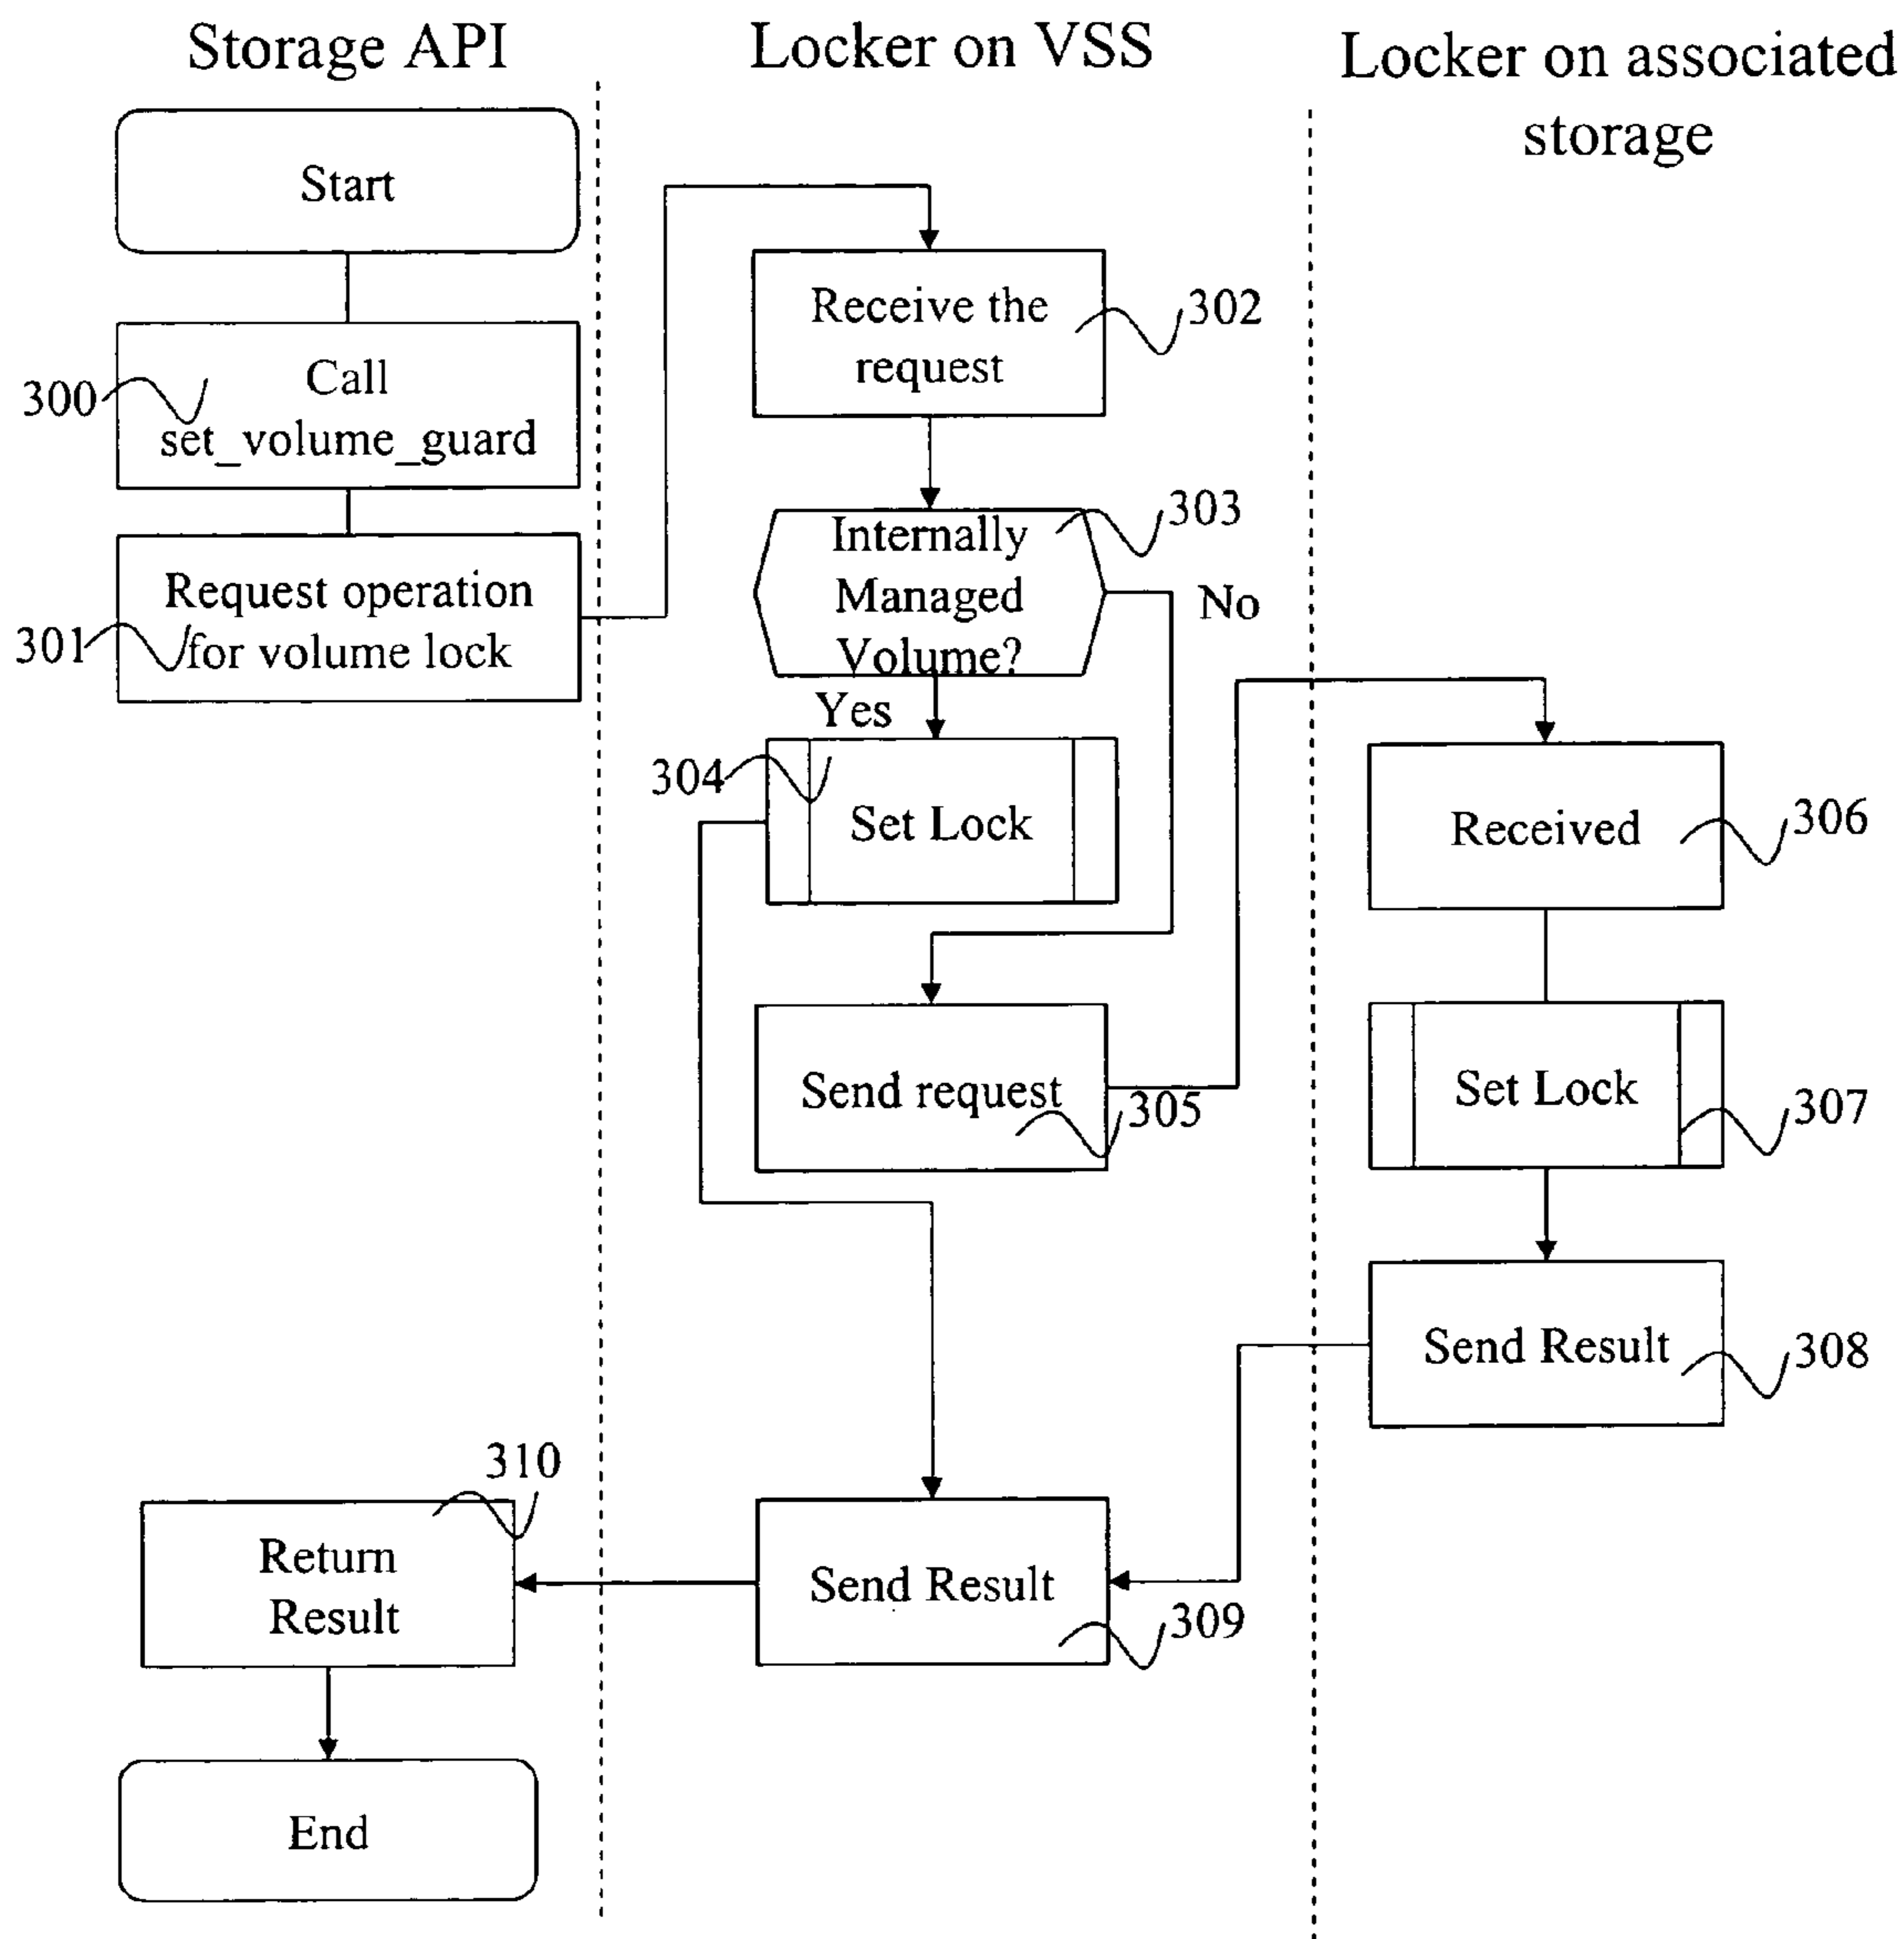 Storage API
Locker on VSS
Locker on associated
storage
Start
Call
set_volume_guard
300
Request operation
for volume lock
301
Receive the
request
302
Internally
Managed
Volume?
303
No
Yes
304
Set Lock
Send request
305
Received
306
Set Lock
307
Send Result
308
Send Result
309
310
Return
Result
End